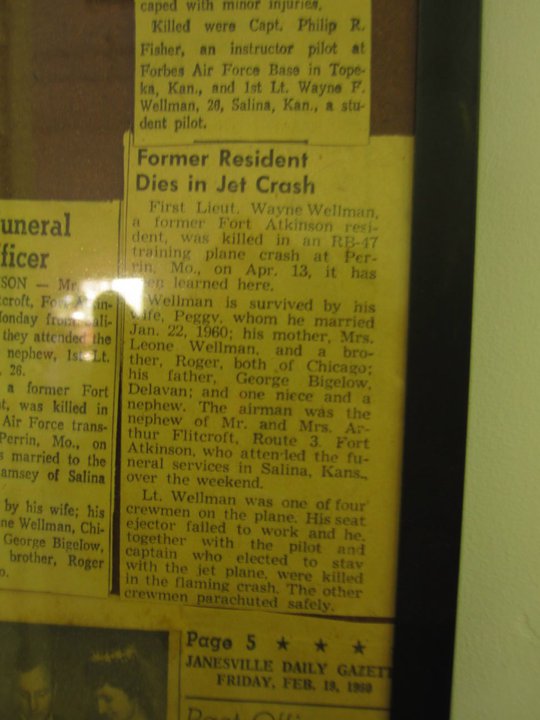 caped with minor injuries.
Killed were Capt. Philip R.
Fisher, an instructor pilot at
Forbes Air Force Base in Tope-
ka, Kan., and 1st Lt. Wayne F.
Wellman, 26, Salina, Kan., a stu-
dent pilot.
Former Resident
Dies in Jet Crash
First Lieut. Wayne Wellman,
a former Fort Atkinson resi-
dent, was killed in an RB-47
training plane crash at Per-
rin, Mo., on Apr. 13, it has
been learned here.
Wellman is survived by his
wife, Peggy, whom he married
Jan. 22, 1960; his mother, Mrs.
Leone Wellman, and a bro-
ther, Roger, both of Chicago;
his father, George Bigelow,
Delavan; and one niece and a
nephew. The airman was the
nephew of Mr. and Mrs. Ar-
thur Flitcroft, Route 3, Fort
Atkinson, who attended the fu-
neral services in Salina, Kans.,
over the weekend.
Lt. Wellman was one of four
crewmen on the plane. His seat
ejector failed to work and he,
together with the pilot and
captain who elected to stay
with the jet plane, were killed
in the flaming crash. The other
crewmen parachuted safely.
uneral
fficer
SON — Mr.
tcroft, Fort
onday from
they attended the
nephew, 1st Lt.
, 26.
a former Fort
t, was killed in
Air Force trans-
Perrin, Mo., on
s married to the
amsey of Salina
by his wife; his
ne Wellman, Chi-
George Bigelow,
brother, Roger
o.
Page 5 ★ ★ ★
JANESVILLE DAILY GAZETT
FRIDAY, FEB. 19, 1960